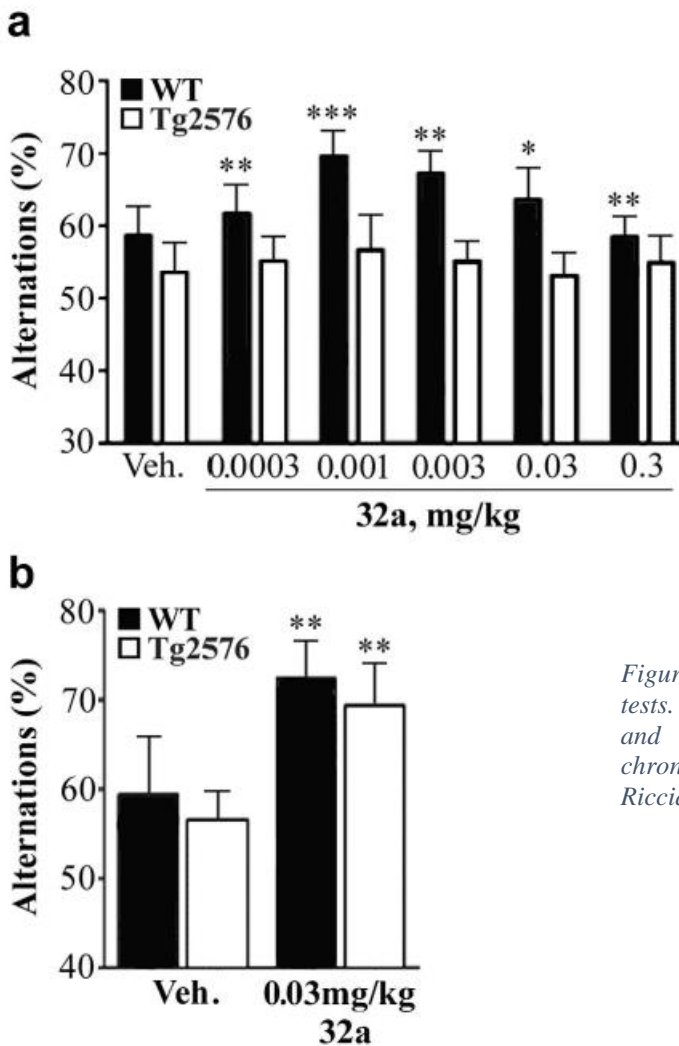 a
Alternations (%)
80
70
60
50
40
30
WT
Tg2576
**
***
**
*
**
Veh. 0.0003 0.001 0.003 0.03 0.3
32a, mg/kg
b
Alternations (%)
80
70
60
50
40
WT
Tg2576
**
**
Veh. 0.03mg/kg
32a
tests.
and